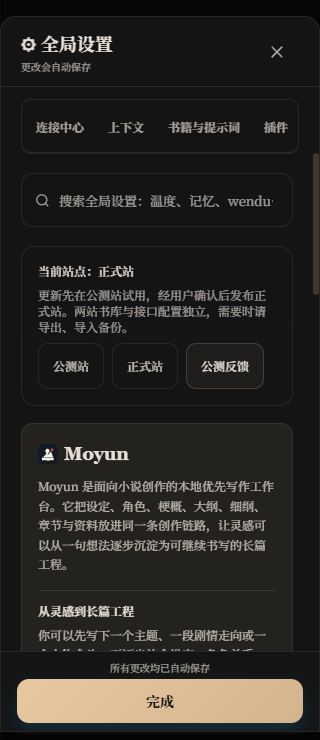 全局设置
更改会自动保存
连接中心 上下文 书籍与提示词 插件
搜索全局设置：温度、记忆、wendu
当前站点：正式站
更新先在公测站试用，经用户确认后发布正
式站。两站书库与接口配置独立，需要时请
导出、导入备份。
公测站 正式站 公测反馈
Moyun
Moyun 是面向小说创作的本地优先写作工作
台。它把设定、角色、梗概、大纲、细纲、
章节与资料放进同一条创作链路，让灵感可
以从一句想法逐步沉淀为可继续书写的长篇
工程。
从灵感到长篇工程
你可以先写下一个主题、一段剧情走向或一
所有更改均已自动保存
完成